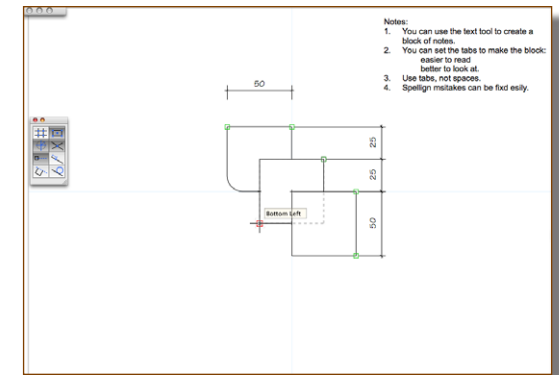 Notes:
1. You can use the text tool to create a
block of notes.
2. You can set the tabs to make the block:
easier to read
better to look at.
3. Use tabs, not spaces.
4. Spellign msitakes can be fixd esily.
50
25
25
Bottom Left
50